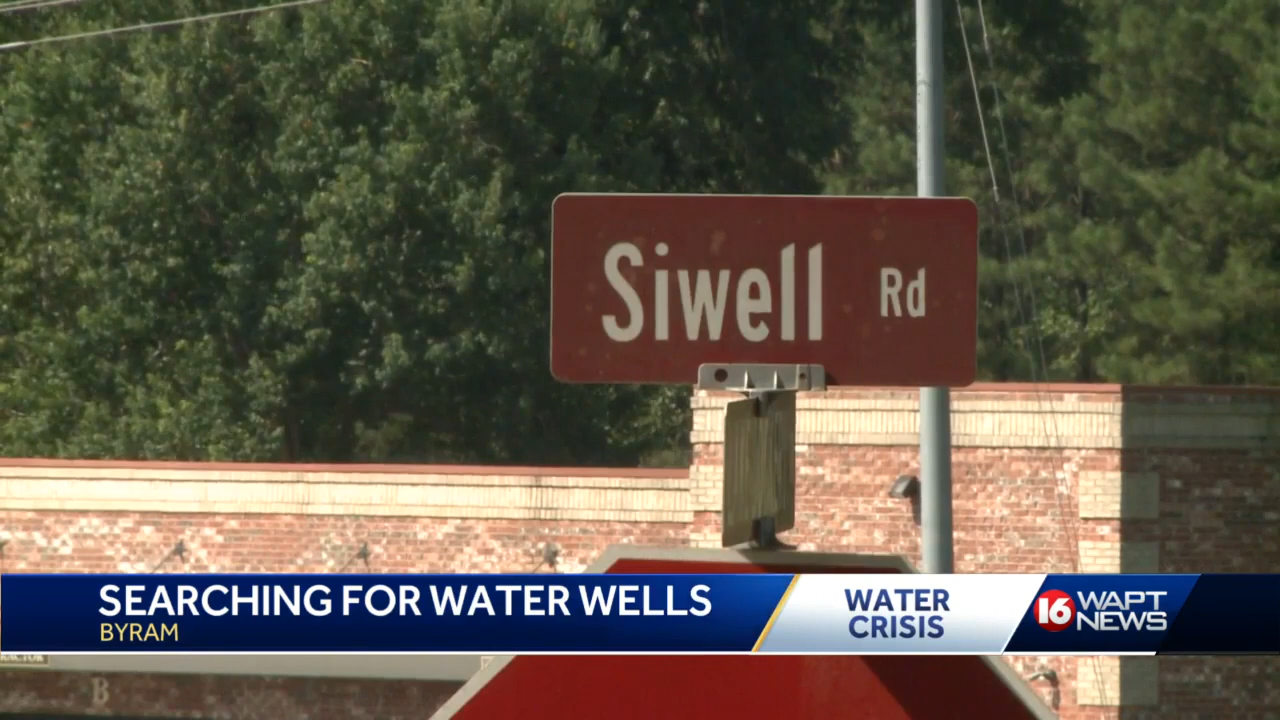 Siwell Rd
SEARCHING FOR WATER WELLS
BYRAM
WATER
CRISIS
16 WAPT
NEWS
B